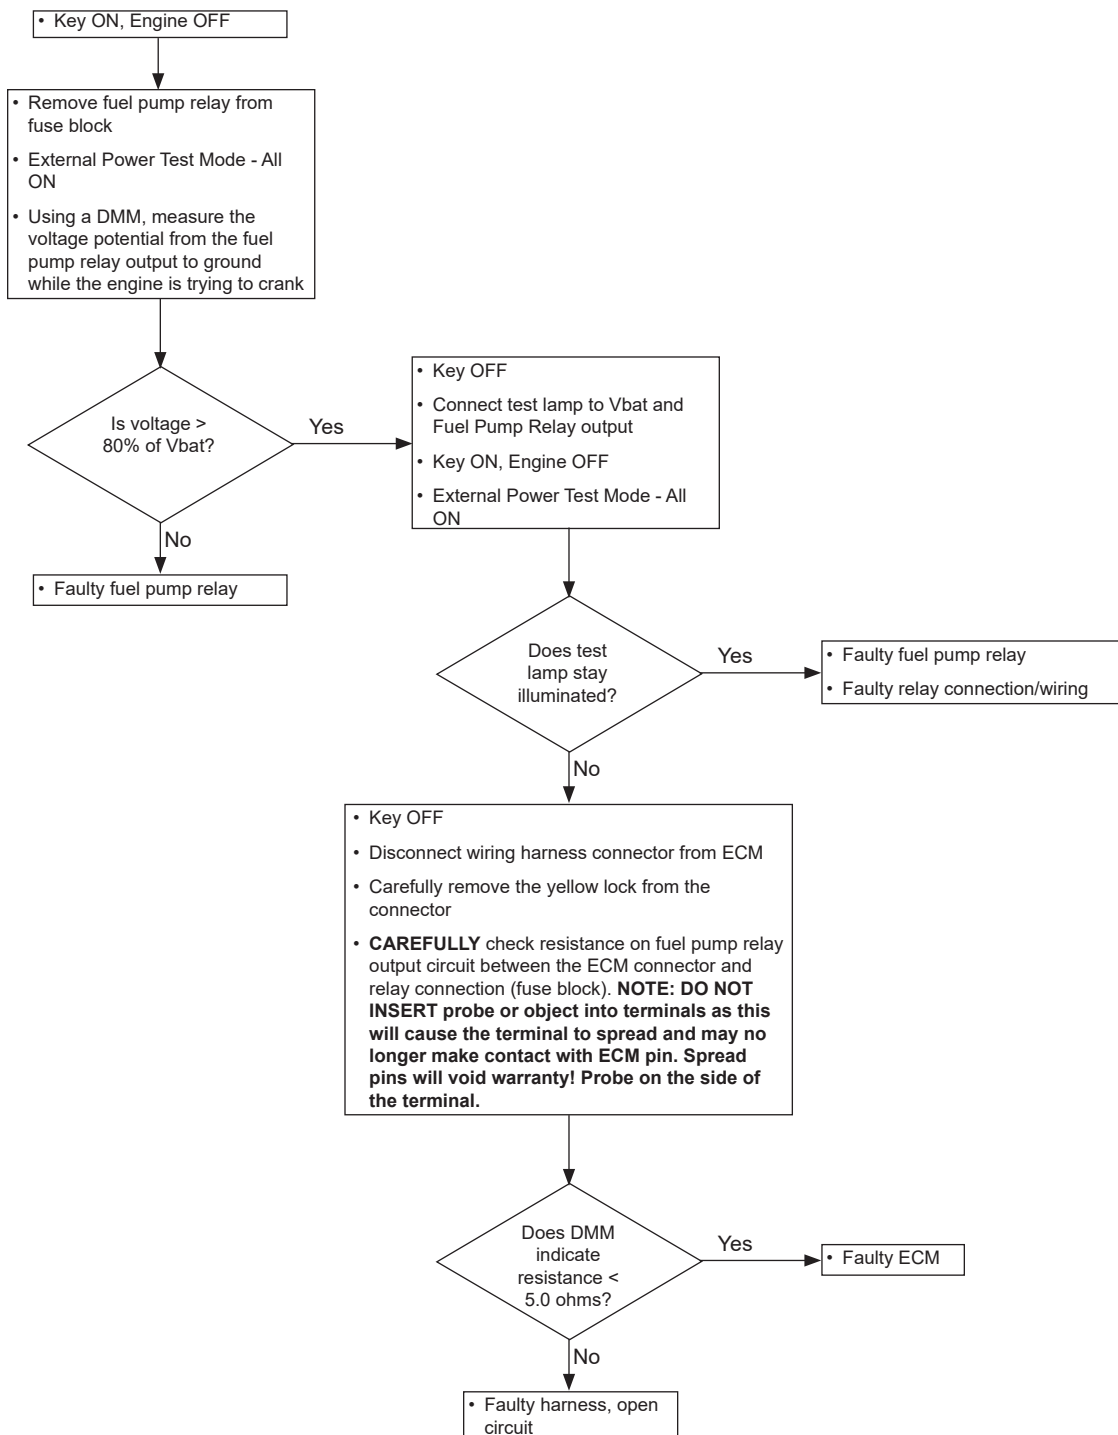 • Key ON, Engine OFF
• Remove fuel pump relay from
fuse block
• External Power Test Mode - All
ON
• Using a DMM, measure the
voltage potential from the fuel
pump relay output to ground
while the engine is trying to crank
Is voltage >
80% of Vbat?
Yes
No
• Faulty fuel pump relay
• Key OFF
• Connect test lamp to Vbat and
Fuel Pump Relay output
• Key ON, Engine OFF
• External Power Test Mode - All
ON
Does test
lamp stay
illuminated?
Yes
• Faulty fuel pump relay
• Faulty relay connection/wiring
No
• Key OFF
• Disconnect wiring harness connector from ECM
• Carefully remove the yellow lock from the
connector
• CAREFULLY check resistance on fuel pump relay
output circuit between the ECM connector and
relay connection (fuse block). NOTE: DO NOT
INSERT probe or object into terminals as this
will cause the terminal to spread and may no
longer make contact with ECM pin. Spread
pins will void warranty! Probe on the side of
the terminal.
Does DMM
indicate
resistance <
5.0 ohms?
Yes
• Faulty ECM
No
• Faulty harness, open
circuit